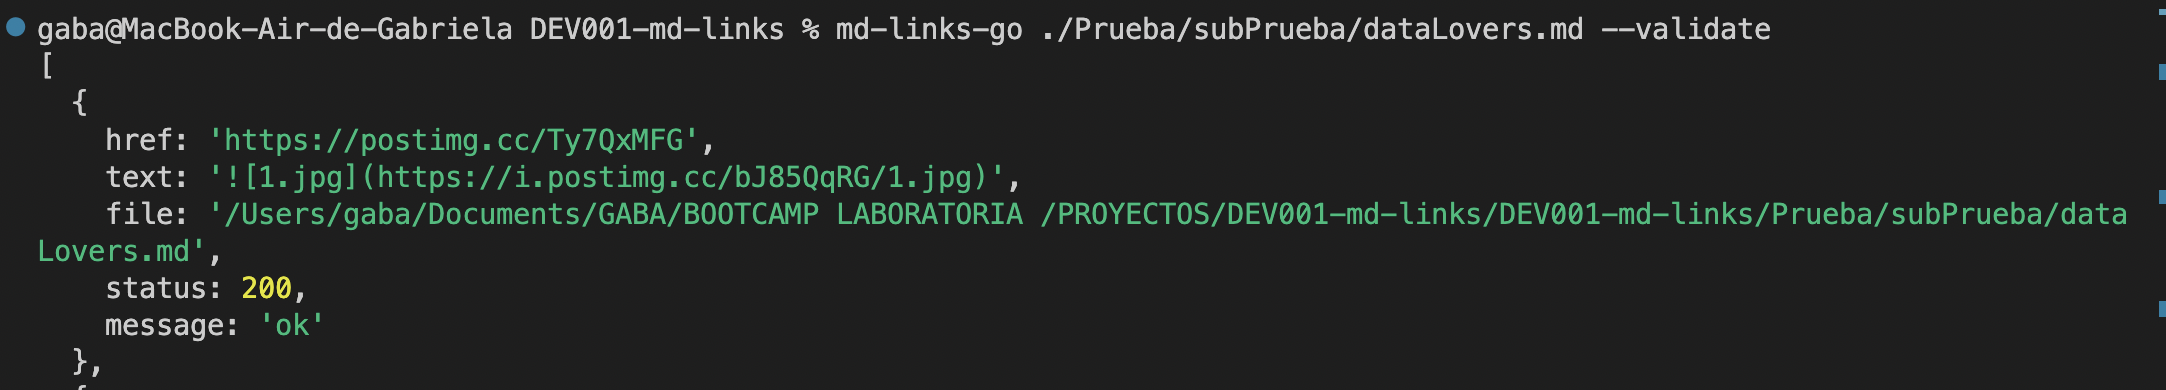 gaba@MacBook-Air-de-Gabriela DEV001-md-links % md-links-go ./Prueba/subPrueba/dataLovers.md --validate
[
  {
    href: 'https://postimg.cc/Ty7QxMFG',
    text: '![1.jpg](https://i.postimg.cc/bJ85QqRG/1.jpg)',
    file: '/Users/gaba/Documents/GABA/BOOTCAMP LABORATORIA /PROYECTOS/DEV001-md-links/DEV001-md-links/Prueba/subPrueba/data
Lovers.md',
    status: 200,
    message: 'ok'
  },
  {